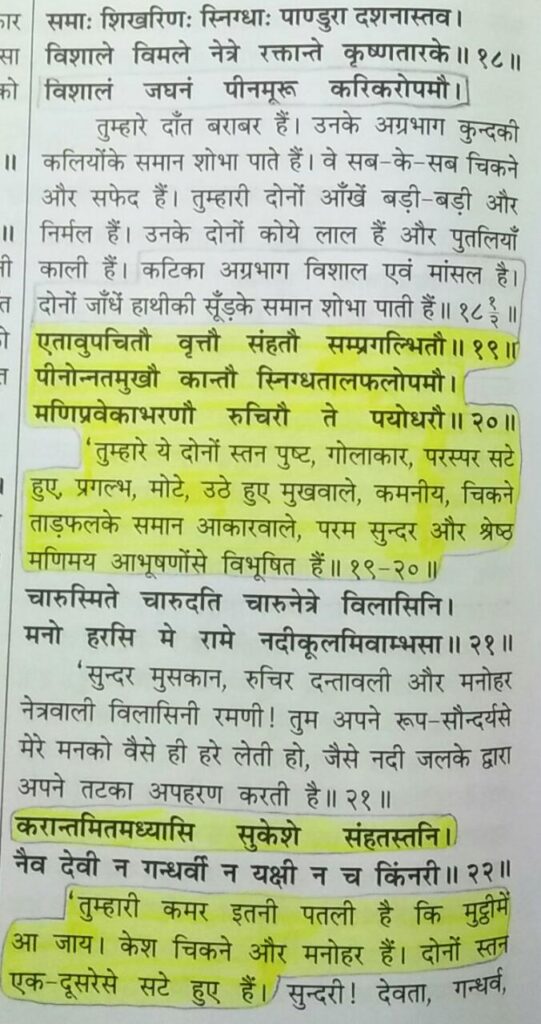 समाः शिखरिणः स्निग्धाः पाण्डुरा दशनास्तव।
विशाले विमले नेत्रे रक्तान्ते कृष्णतारके॥ १८॥
विशालं जघनं पीनमूरू करिकरोपमौ।
तुम्हारे दाँत बराबर हैं। उनके अग्रभाग कुन्दकी
कलियोंके समान शोभा पाते हैं। वे सब-के-सब चिकने
और सफेद हैं। तुम्हारी दोनों आँखें बड़ी-बड़ी और
निर्मल हैं। उनके दोनों कोये लाल हैं और पुतलियाँ
काली हैं। कटिका अग्रभाग विशाल एवं मांसल है।
दोनों जाँघें हाथीकी सूँड़के समान शोभा पाती हैं॥ १८ १/२॥
एतावुपचितौ वृत्तौ संहतौ सम्प्रगल्भितौ॥ १९॥
पीनोन्नतमुखौ कान्तौ स्निग्धतालफलोपमौ।
मणिप्रवेकाभरणौ रुचिरौ ते पयोधरौ॥ २०॥
'तुम्हारे ये दोनों स्तन पुष्ट, गोलाकार, परस्पर सटे
हुए, प्रगल्भ, मोटे, उठे हुए मुखवाले, कमनीय, चिकने
ताड़फलके समान आकारवाले, परम सुन्दर और श्रेष्ठ
मणिमय आभूषणोंसे विभूषित हैं॥ १९-२०॥
चारुस्मिते चारुदति चारुनेत्रे विलासिनि।
मनो हरसि मे रामे नदीकूलमिवाम्भसा॥ २१॥
'सुन्दर मुसकान, रुचिर दन्तावली और मनोहर
नेत्रवाली विलासिनी रमणी! तुम अपने रूप-सौन्दर्यसे
मेरे मनको वैसे ही हरे लेती हो, जैसे नदी जलके द्वारा
अपने तटका अपहरण करती है॥ २१॥
करान्तमितमध्यासि सुकेशे संहतस्तनि।
नैव देवी न गन्धर्वी न यक्षी न च किंनरी॥ २२॥
'तुम्हारी कमर इतनी पतली है कि मुट्ठीमें
आ जाय। केश चिकने और मनोहर हैं। दोनों स्तन
एक-दूसरेसे सटे हुए हैं। सुन्दरी! देवता, गन्धर्व,